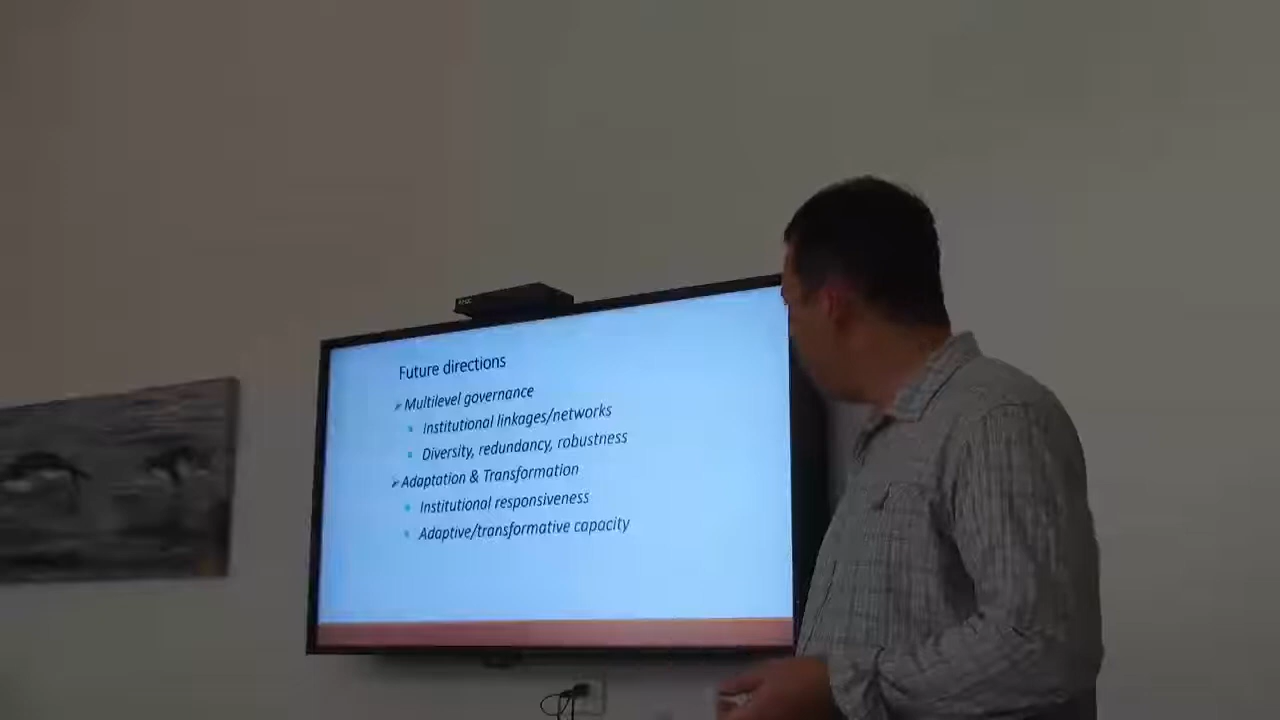 Future directions
Multilevel governance
Institutional linkages/networks
Diversity, redundancy, robustness
Adaptation & Transformation
Institutional responsiveness
Adaptive/transformative capacity